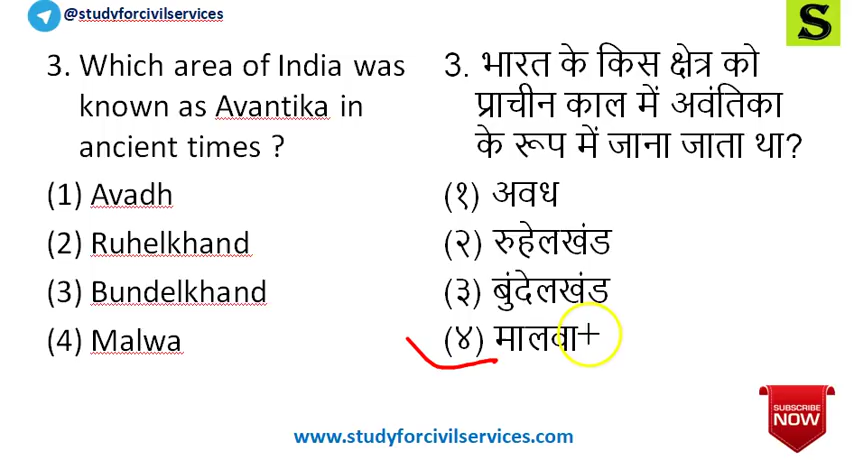 @studyforcivilservices
S
3. Which area of India was
known as Avantika in
ancient times ?
(1) Avadh
(2) Ruhelkhand
(3) Bundelkhand
(4) Malwa
3. भारत के किस क्षेत्र को
प्राचीन काल में अवंतिका
के रूप में जाना जाता था?
(१) अवध
(२) रुहेलखंड
(३) बुंदेलखंड
(४) मालवा
SUBSCRIBE
NOW
www.studyforcivilservices.com